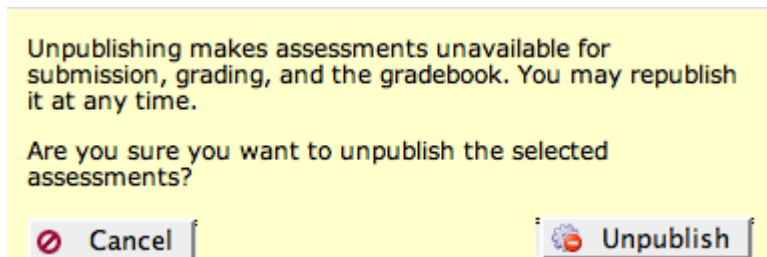 Unpublishing makes assessments unavailable for
submission, grading, and the gradebook. You may republish
it at any time.
Are you sure you want to unpublish the selected
assessments?
Cancel
Unpublish